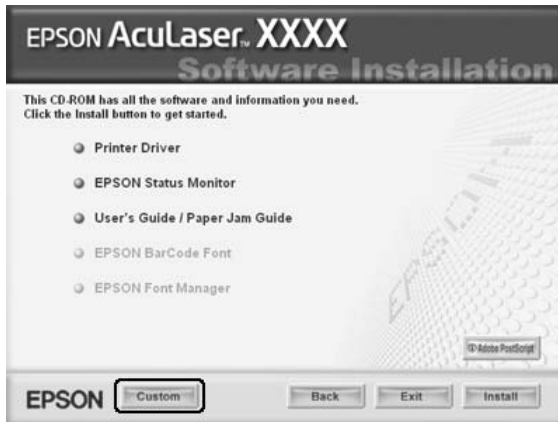 EPSON AcuLaser™ XXXX
Software Installation
This CD-ROM has all the software and information you need.
Click the Install button to get started.
Printer Driver
EPSON Status Monitor
User's Guide / Paper Jam Guide
EPSON BarCode Font
EPSON Font Manager
EPSON
Adobe PostScript
EPSON
Custom
Back
Exit
Install